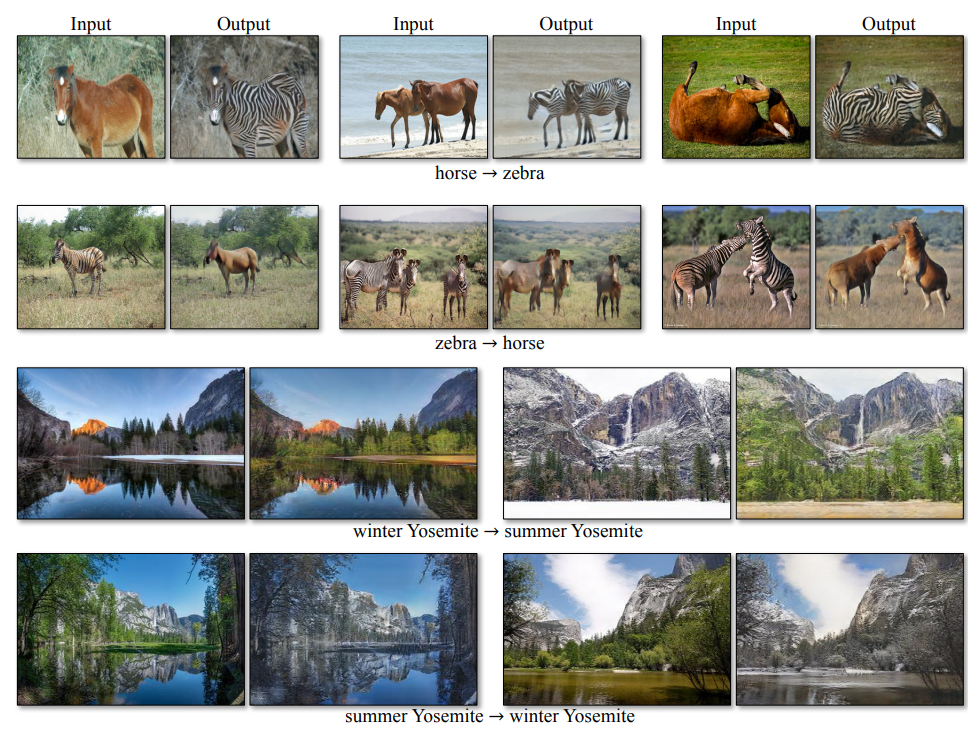 Input Output Input Output Input Output
horse → zebra
zebra → horse
winter Yosemite → summer Yosemite
summer Yosemite → winter Yosemite